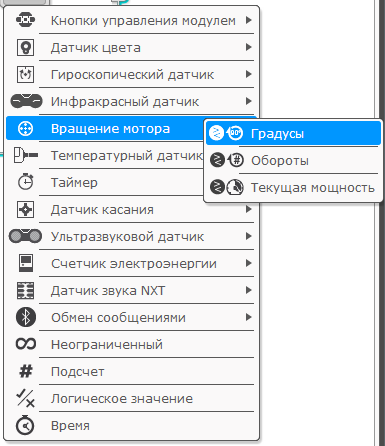 Кнопки управления модулем
Датчик цвета
Гироскопический датчик
Инфракрасный датчик
Вращение мотора
Температурный датчик
Таймер
Датчик касания
Ультразвуковой датчик
Счетчик электроэнергии
Датчик звука NXT
Обмен сообщениями
Неограниченный
Подсчет
Логическое значение
Время
Градусы
Обороты
Текущая мощность